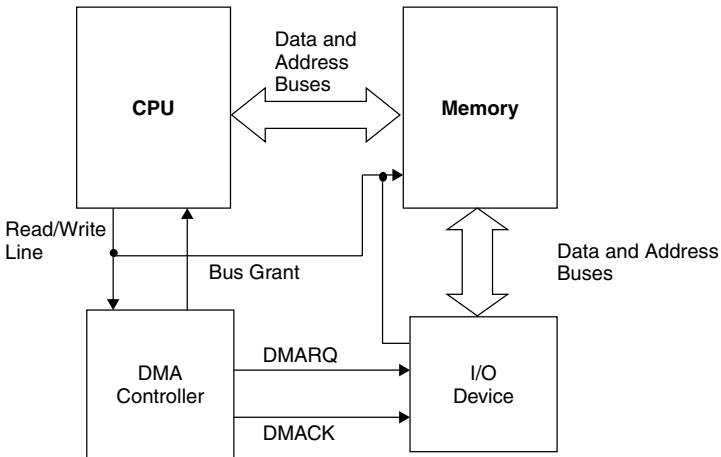 Data and
Address
Buses
CPU
Memory
Read/Write
Line
Bus Grant
Data and Address
Buses
DMARQ
DMA
Controller
I/O
Device
DMACK